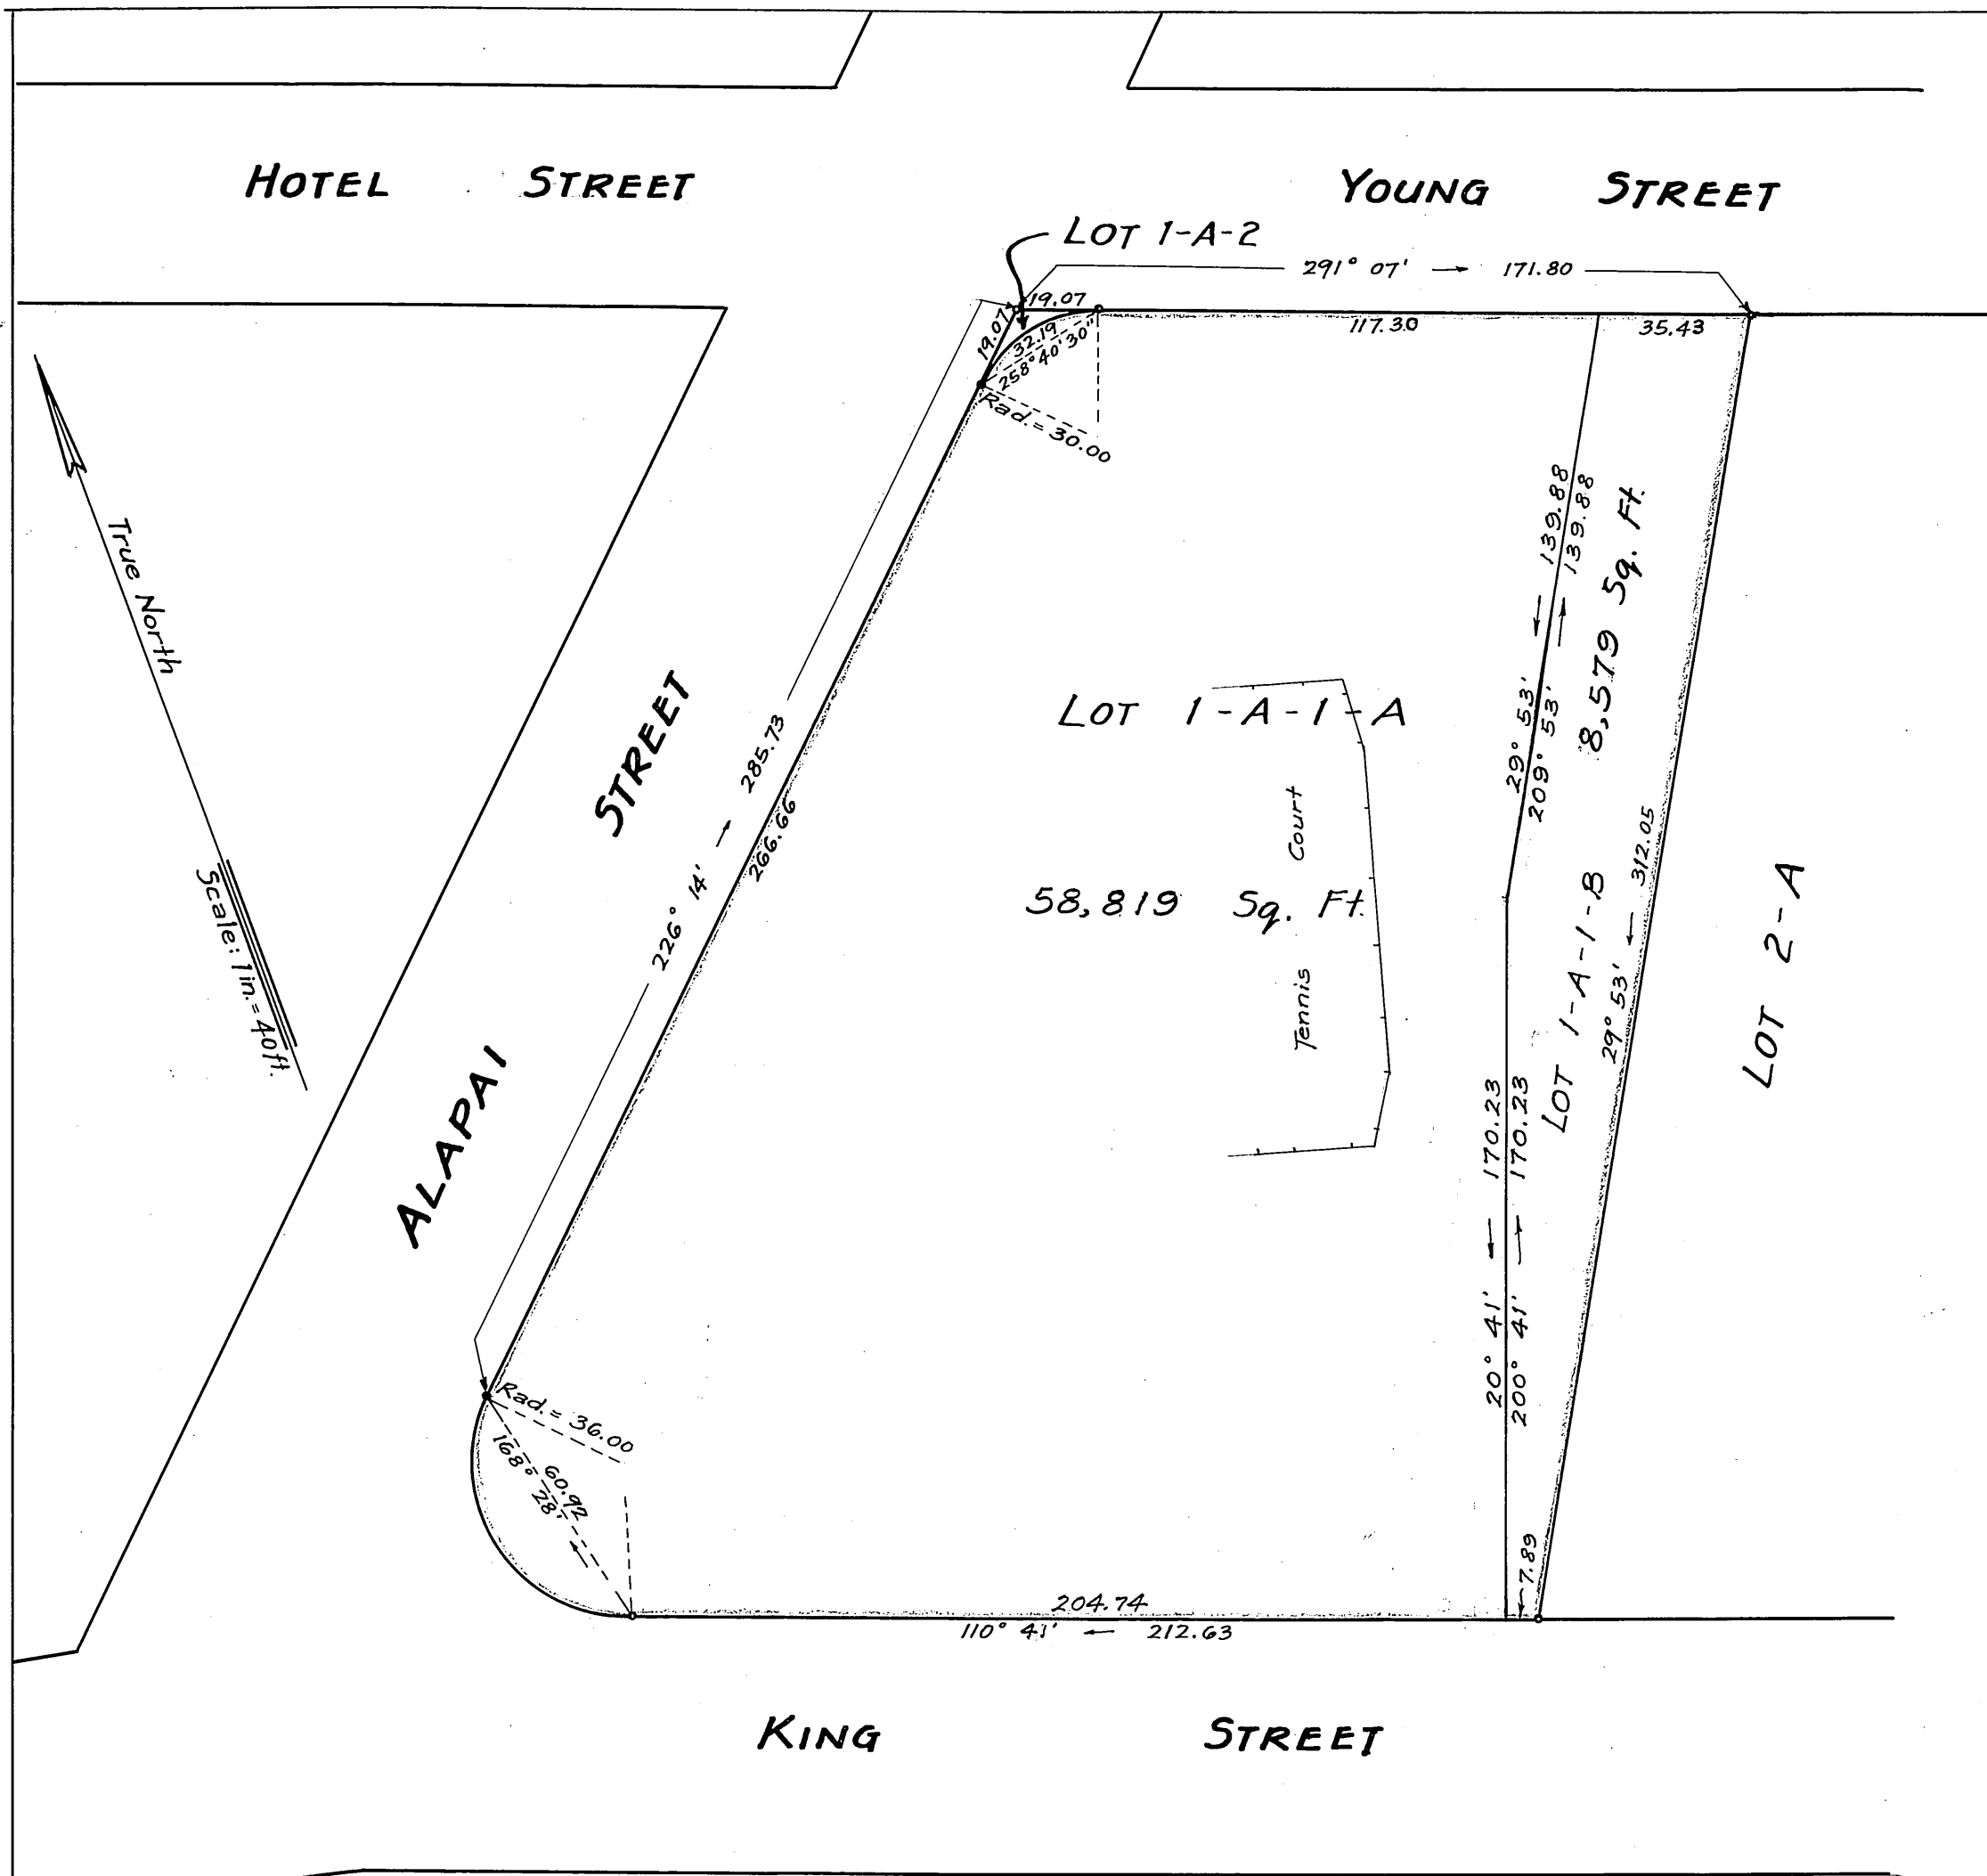 HOTEL STREET
YOUNG STREET
LOT 1-A-2
291° 07' → 171.80
19.07
19.07
32.19
258° 40' 30"
Rad. = 30.00
117.30
35.43
True North
Scale: 1in. = 40ft.
ALAPAI STREET
226° 14' → 285.73
266.66
LOT 1-A-1-A
58,819 Sq. Ft.
Tennis Court
29° 53' ← 139.88
209° 53' → 139.88
20° 41' ← 170.23
200° 41' → 170.23
LOT 1-A-1-B
8,579 Sq. Ft.
29° 53' ← 312.05
LOT 2-A
Rad. = 36.00
60.92
168° 28'
7.89
204.74
110° 41' ← 212.63
KING STREET